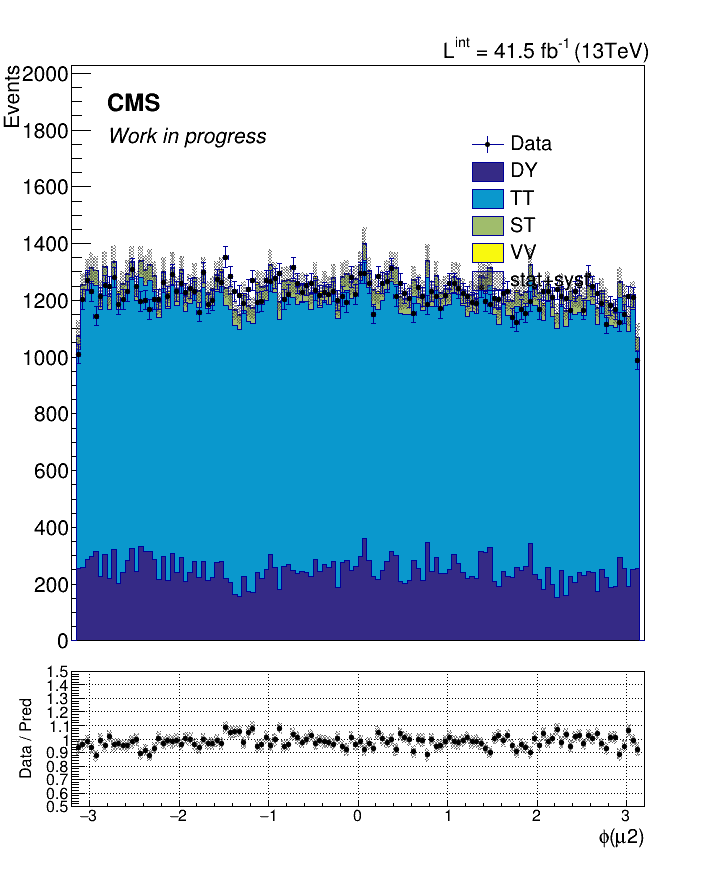 L^int = 41.5 fb^-1 (13TeV)
Events
2000
1800
1600
1400
1200
1000
800
600
400
200
0
CMS
Work in progress
Data
DY
TT
ST
VV
stat+syst
Data / Pred
1.5
1.4
1.3
1.2
1.1
1
0.9
0.8
0.7
0.6
0.5
−3 −2 −1 0 1 2 3
ϕ(μ2)